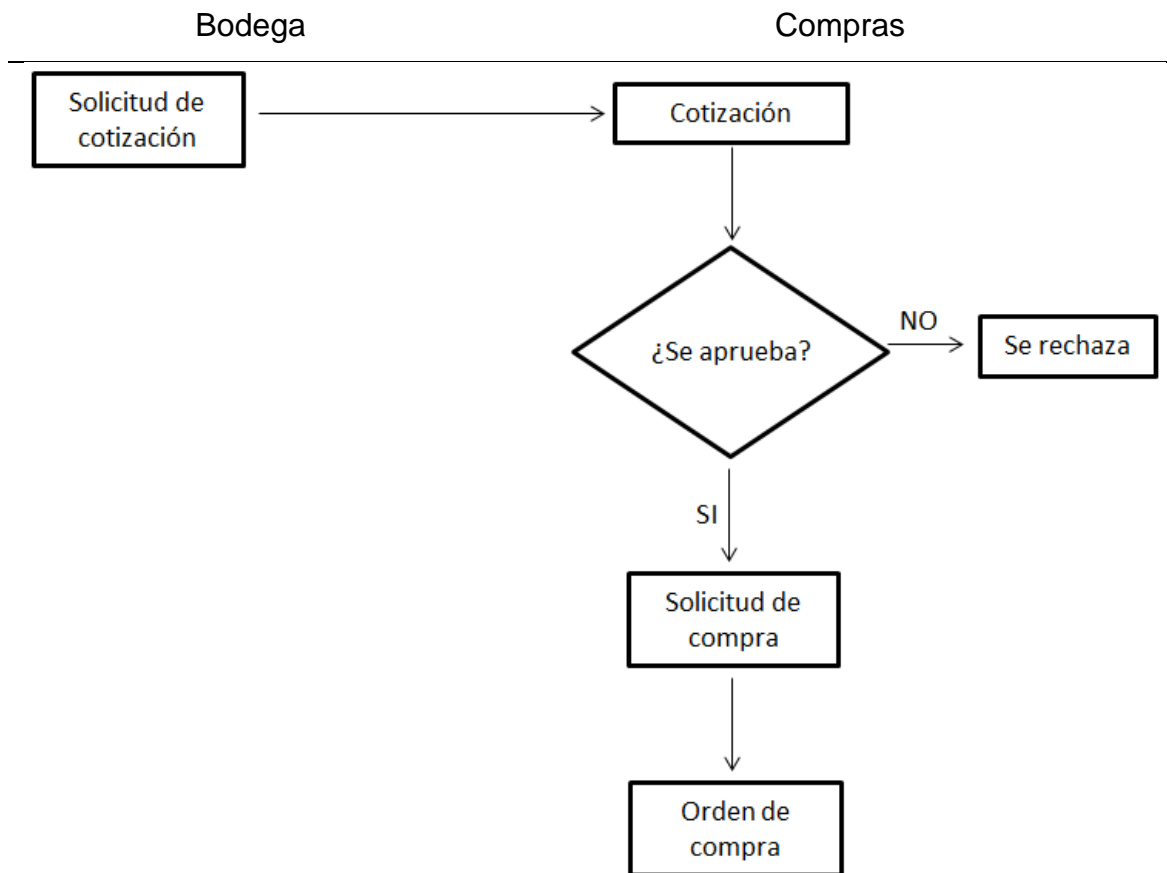 Bodega
Compras
Solicitud de
cotización
Cotización
¿Se aprueba?
NO
Se rechaza
SI
Solicitud de
compra
Orden de
compra